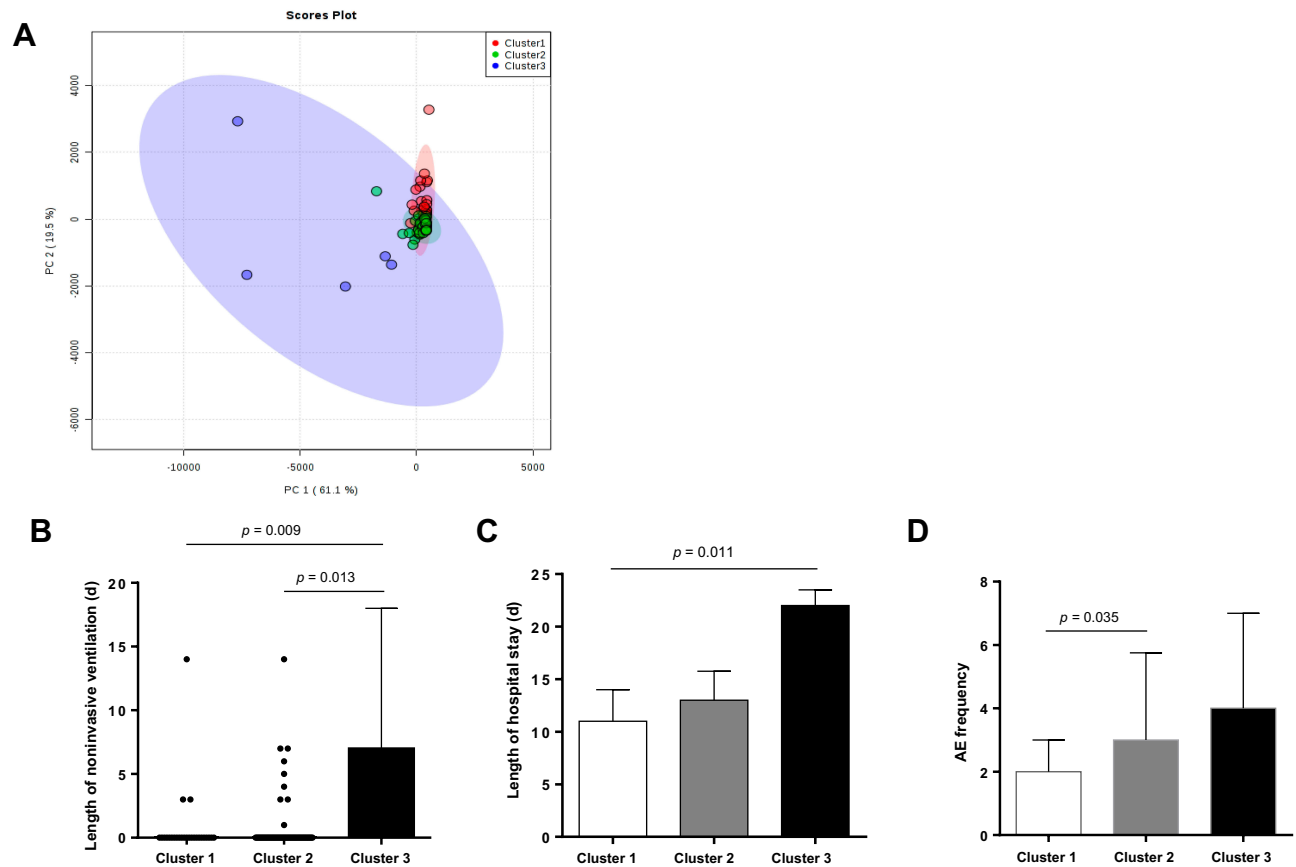 A
Scores Plot
Cluster1
Cluster2
Cluster3
4000
2000
0
-2000
-4000
-6000
PC 2 ( 19.5 %)
-10000 -5000 0 5000
PC 1 ( 61.1 %)
B
p = 0.009
p = 0.013
20
15
10
5
0
Length of noninvasive ventilation (d)
Cluster 1 Cluster 2 Cluster 3
C
p = 0.011
25
20
15
10
5
0
Length of hospital stay (d)
Cluster 1 Cluster 2 Cluster 3
D
p = 0.035
8
6
4
2
0
AE frequency
Cluster 1 Cluster 2 Cluster 3